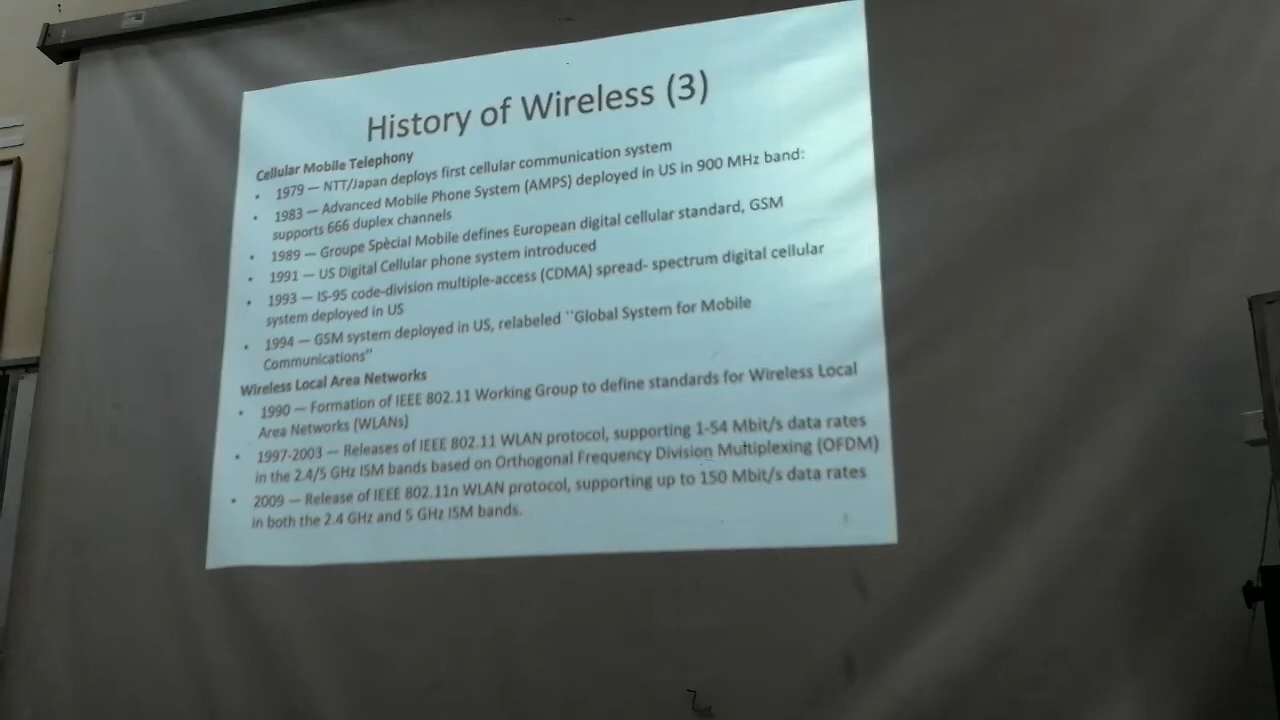 History of Wireless (3)
Cellular Mobile Telephony
• 1979 — NTT/Japan deploys first cellular communication system
• 1983 — Advanced Mobile Phone System (AMPS) deployed in US in 900 MHz band:
supports 666 duplex channels
• 1989 — Groupe Spècial Mobile defines European digital cellular standard, GSM
• 1991 — US Digital Cellular phone system introduced
• 1993 — IS-95 code-division multiple-access (CDMA) spread- spectrum digital cellular
system deployed in US
• 1994 — GSM system deployed in US, relabeled ``Global System for Mobile
Communications''
Wireless Local Area Networks
• 1990 — Formation of IEEE 802.11 Working Group to define standards for Wireless Local
Area Networks (WLANs)
• 1997-2003 — Releases of IEEE 802.11 WLAN protocol, supporting 1-54 Mbit/s data rates
in the 2.4/5 GHz ISM bands based on Orthogonal Frequency Division Multiplexing (OFDM)
• 2009 — Release of IEEE 802.11n WLAN protocol, supporting up to 150 Mbit/s data rates
in both the 2.4 GHz and 5 GHz ISM bands.